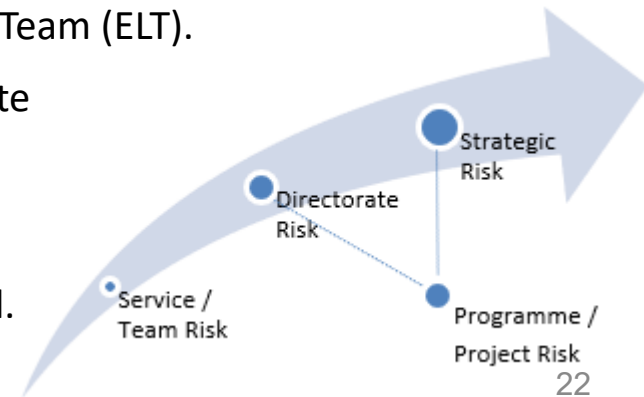 Team (ELT).
te
Strategic
Risk
Directorate
Risk
Service /
Team Risk
Programme /
Project Risk
22